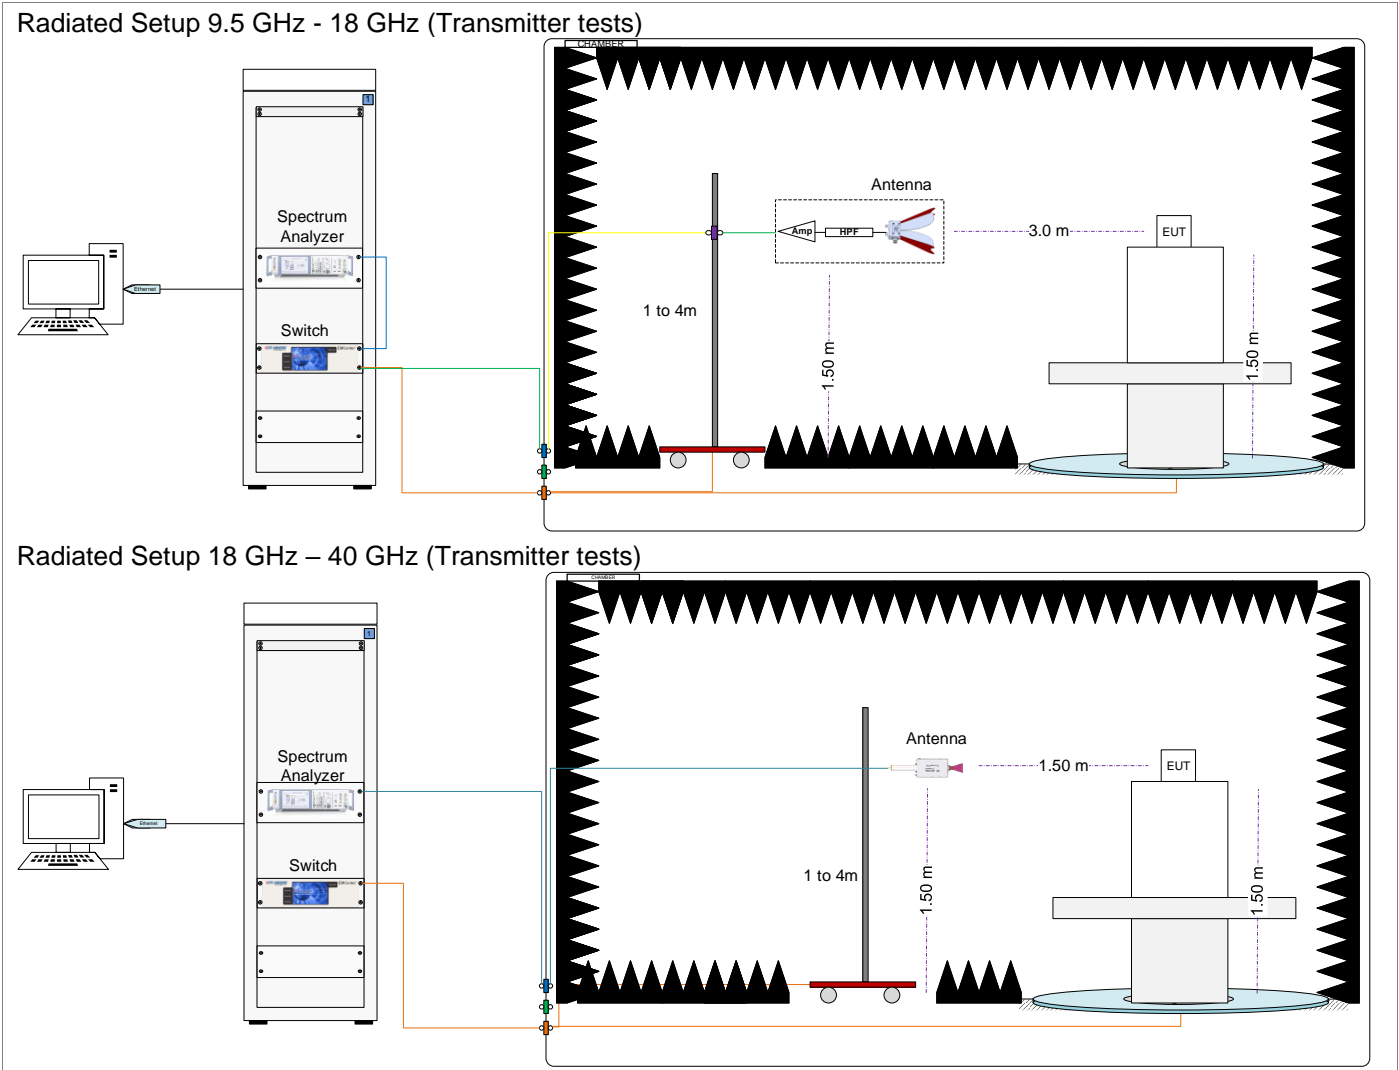 Radiated Setup 9.5 GHz - 18 GHz (Transmitter tests)
CHAMBER
1
Antenna
Spectrum
Analyzer
Amp
HPF
3.0 m
EUT
Ethernet
1 to 4m
Switch
1.50 m
1.50 m
Radiated Setup 18 GHz – 40 GHz (Transmitter tests)
CHAMBER
1
Antenna
Spectrum
Analyzer
1.50 m
EUT
Ethernet
Switch
1 to 4m
1.50 m
1.50 m